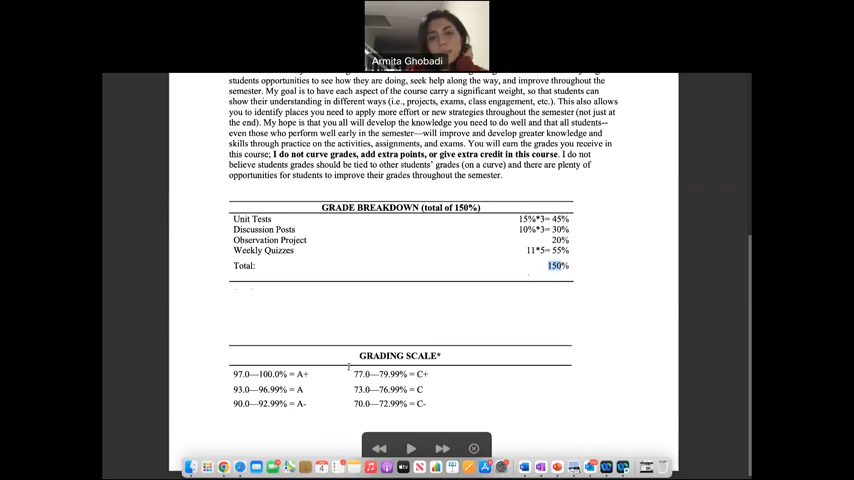 Armita Ghobadi
students opportunities to see how they are doing, seek help along the way, and improve throughout the
semester. My goal is to have each aspect of the course carry a significant weight, so that students can
show their understanding in different ways (i.e., projects, exams, class engagement, etc.). This also allows
you to identify places you need to apply more effort or new strategies throughout the semester (not just at
the end). My hope is that you all will develop the knowledge you need to do well and that all students--
even those who perform well early in the semester—will improve and develop greater knowledge and
skills through practice on the activities, assignments, and exams. You will earn the grades you receive in
this course; I do not curve grades, add extra points, or give extra credit in this course. I do not
believe students grades should be tied to other students' grades (on a curve) and there are plenty of
opportunities for students to improve their grades throughout the semester.
GRADE BREAKDOWN (total of 150%)
Unit Tests 15%*3= 45%
Discussion Posts 10%*3= 30%
Observation Project 20%
Weekly Quizzes 11*5= 55%
Total: 150%
GRADING SCALE*
97.0—100.0% = A+ 77.0—79.99% = C+
93.0—96.99% = A 73.0—76.99% = C
90.0—92.99% = A- 70.0—72.99% = C-